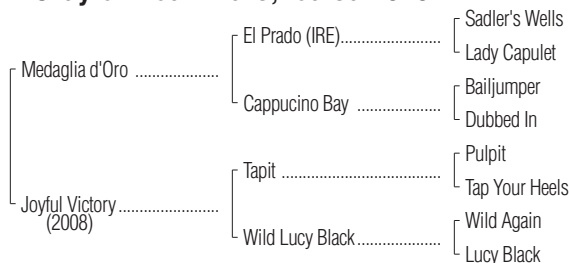 Sadler's Wells
El Prado (IRE)....................
Lady Capulet
Medaglia d'Oro ....................
Bailjumper
Cappucino Bay ....................
Dubbed In
Pulpit
Tapit ....................................
Tap Your Heels
Joyful Victory ........................
(2008)
Wild Again
Wild Lucy Black....................
Lucy Black